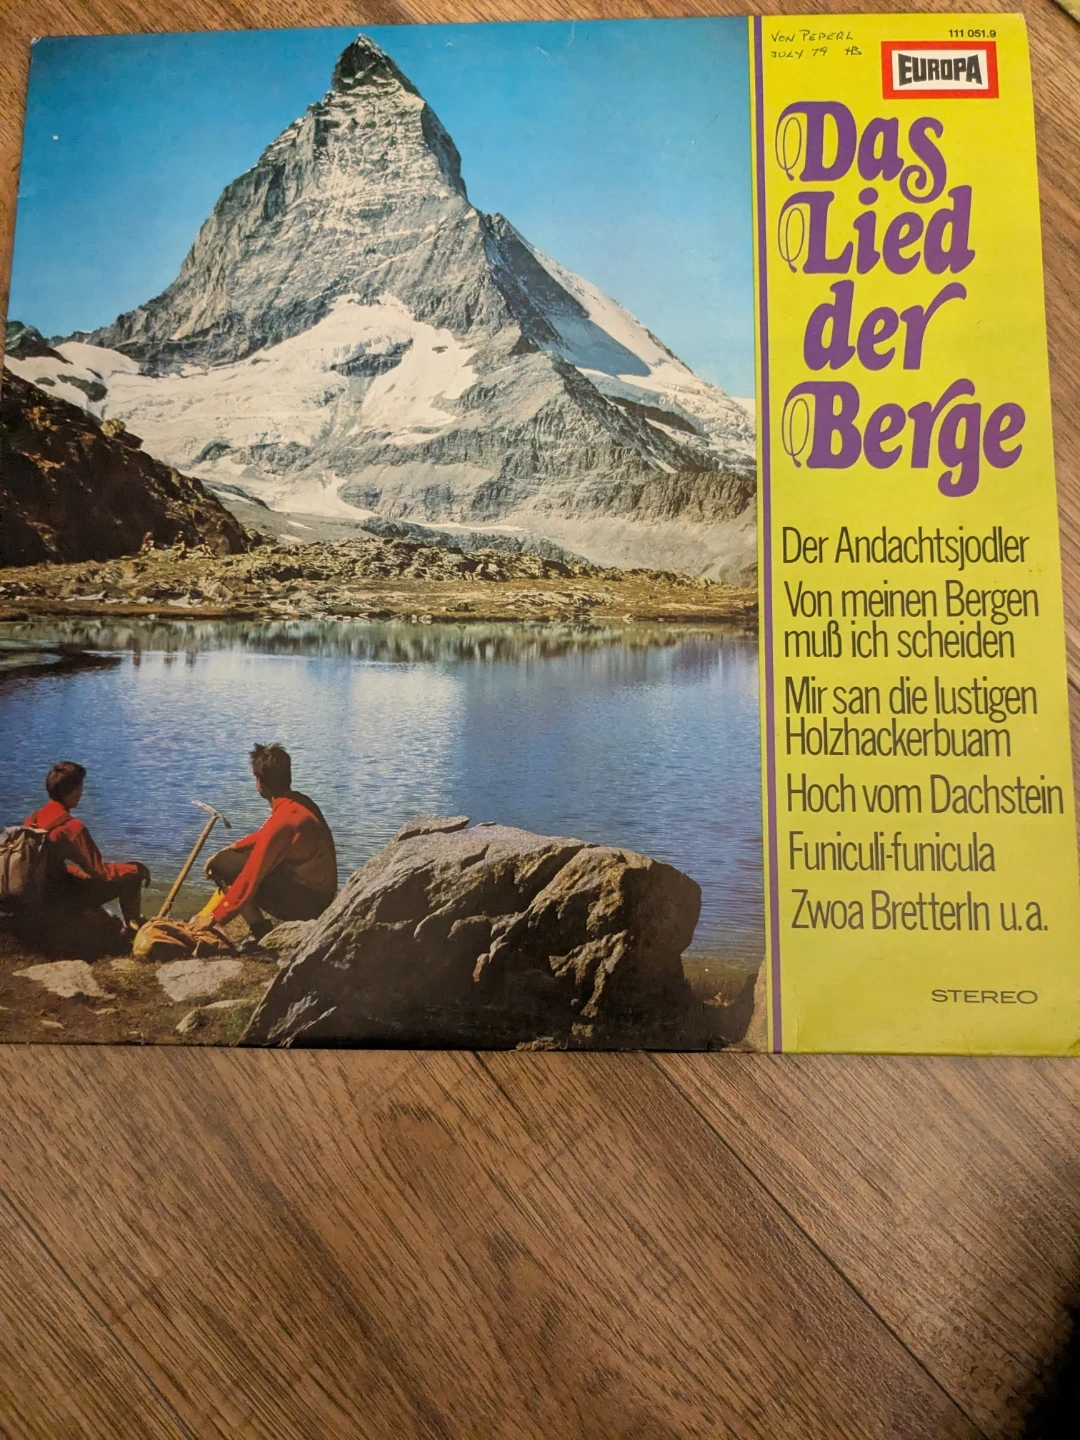 VON PEPERL
JULY 79 HB
111 051.9
EUROPA
Das
Lied
der
Berge
Der Andachtsjodler
Von meinen Bergen
muß ich scheiden
Mir san die lustigen
Holzhackerbuam
Hoch vom Dachstein
Funiculi-funicula
Zwoa Bretterln u.a.
STEREO